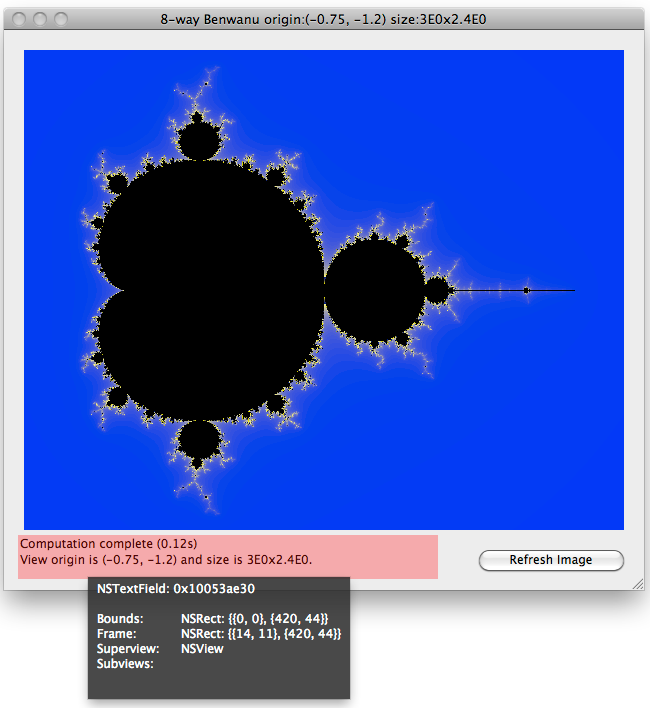 8-way Benwanu origin:(-0.75, -1.2) size:3E0x2.4E0
Computation complete (0.12s)
View origin is (-0.75, -1.2) and size is 3E0x2.4E0.
Refresh Image
NSTextField: 0x10053ae30
Bounds: NSRect: {{0, 0}, {420, 44}}
Frame: NSRect: {{14, 11}, {420, 44}}
Superview: NSView
Subviews: